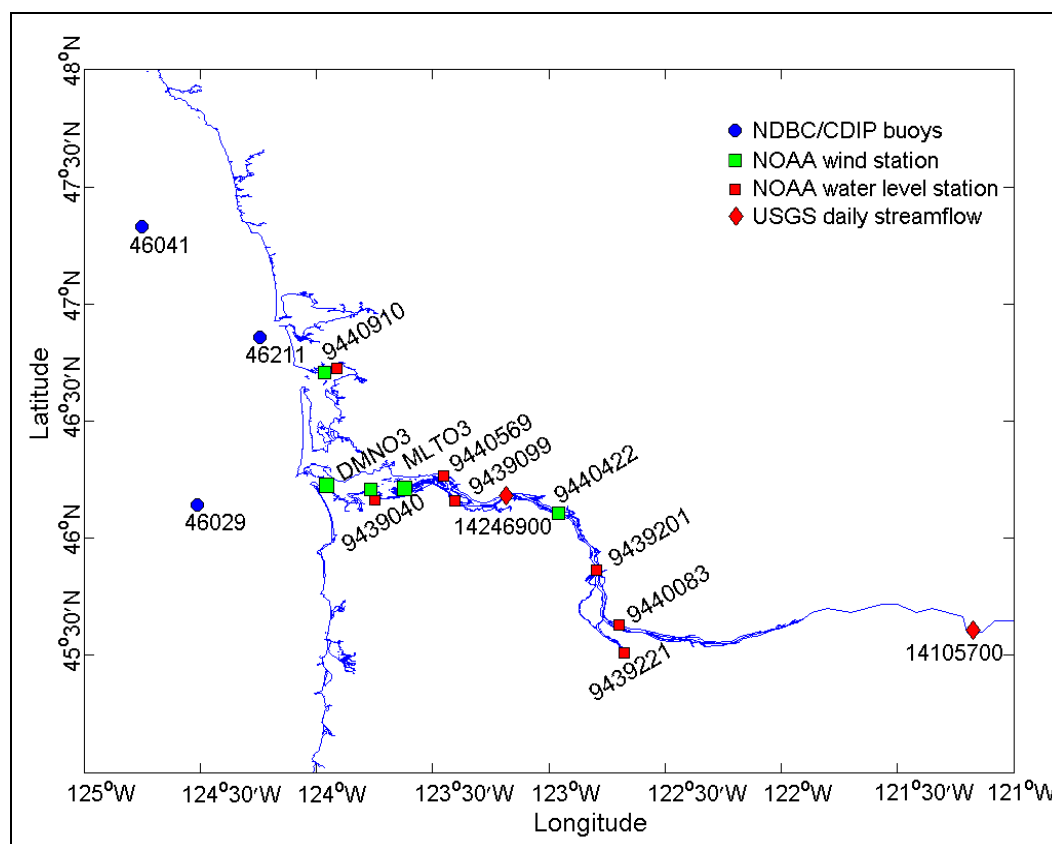 48°N
47°30'N
47°N
46°30'N
46°N
45°30'N
Latitude
NDBC/CDIP buoys
NOAA wind station
NOAA water level station
USGS daily streamflow
46041
46211
9440910
46029
DMNO3
MLTO3
9440569
9439099
9440422
9439040
14246900
9439201
9440083
9439221
14105700
125°W
124°30'W
124°W
123°30'W
123°W
122°30'W
122°W
121°30'W
121°W
Longitude